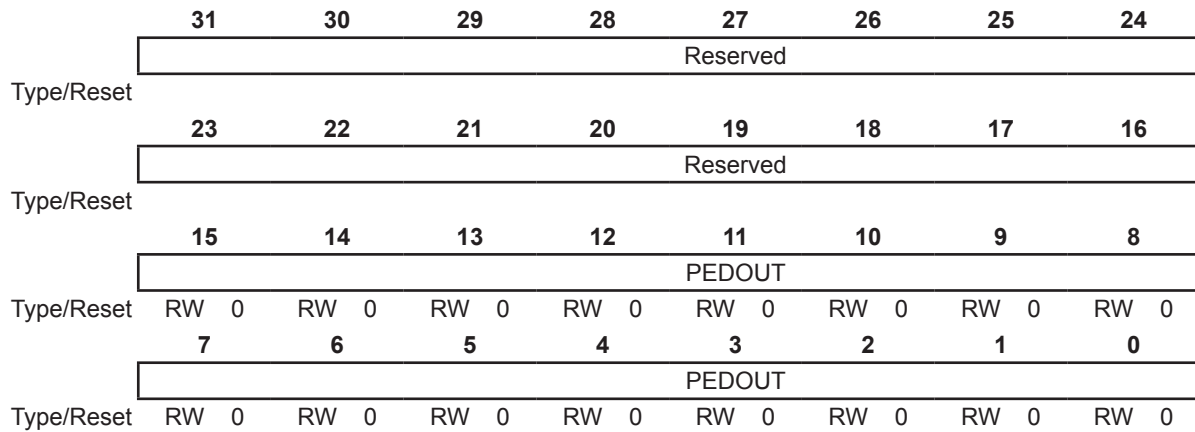 31 30 29 28 27 26 25 24
Reserved
Type/Reset
23 22 21 20 19 18 17 16
Reserved
Type/Reset
15 14 13 12 11 10 9 8
PEDOUT
Type/Reset RW 0 RW 0 RW 0 RW 0 RW 0 RW 0 RW 0 RW 0
7 6 5 4 3 2 1 0
PEDOUT
Type/Reset RW 0 RW 0 RW 0 RW 0 RW 0 RW 0 RW 0 RW 0